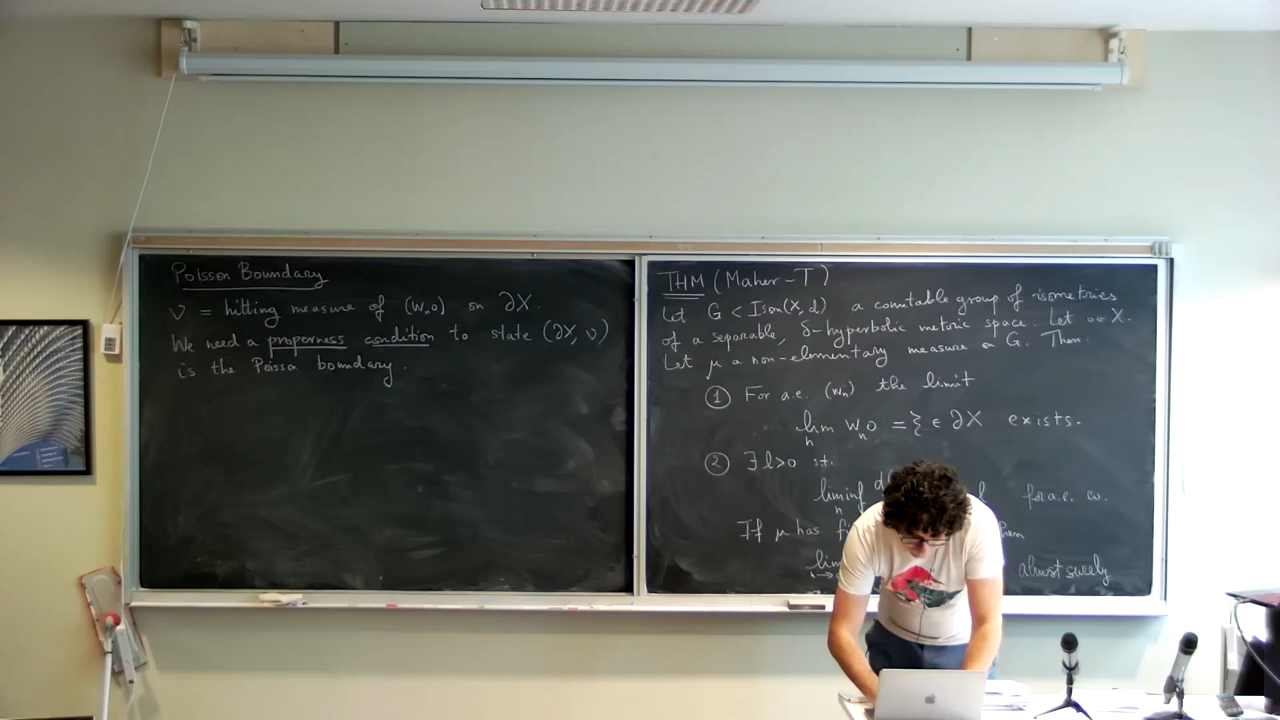 Poisson Boundary
ν = hitting measure of (wₙo) on ∂X.
We need a properness condition to state (∂X, ν)
is the Poisson boundary.
THM (Maher-T)
Let G < Isom(X, d) a countable group of isometries
of a separable, δ-hyperbolic metric space. Let o ∈ X.
Let μ a non-elementary measure on G. Then.
① For a.e. (wₙ) the limit
lim wₙo = ξ ∈ ∂X exists.
n
② ∃ l>0 s.t.
liminf d( l for a.e. ω.
n
If μ has
lim almost surely
n→